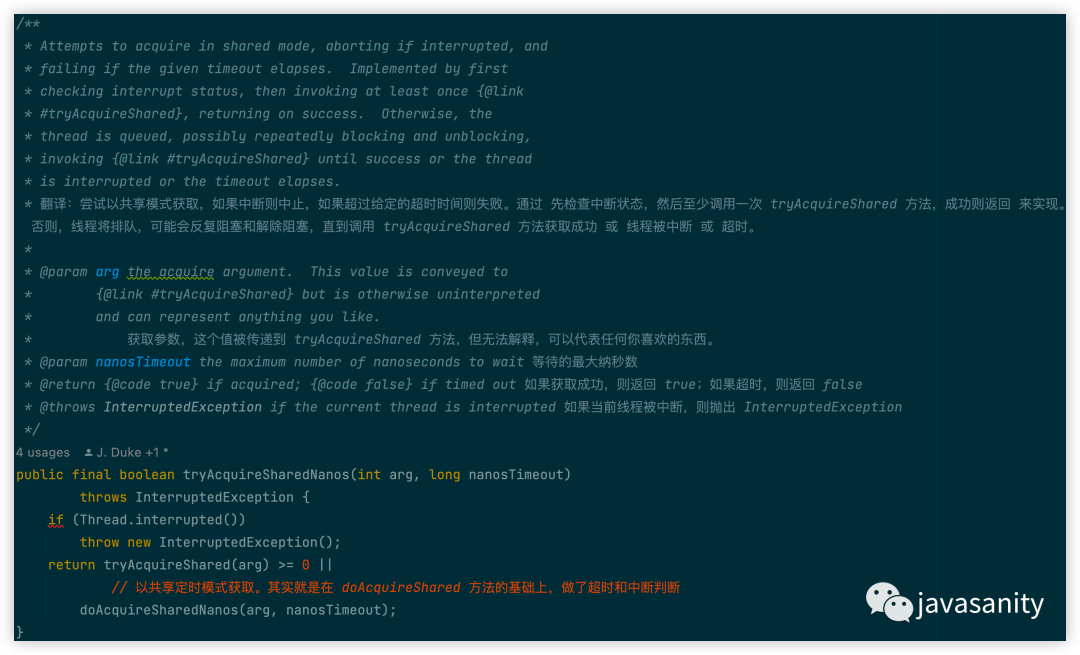 /**
 * Attempts to acquire in shared mode, aborting if interrupted, and
 * failing if the given timeout elapses.  Implemented by first
 * checking interrupt status, then invoking at least once {@link
 * #tryAcquireShared}, returning on success.  Otherwise, the
 * thread is queued, possibly repeatedly blocking and unblocking,
 * invoking {@link #tryAcquireShared} until success or the thread
 * is interrupted or the timeout elapses.
 * 翻译：尝试以共享模式获取，如果中断则中止，如果超过给定的超时时间则失败。通过 先检查中断状态，然后至少调用一次 tryAcquireShared 方法，成功则返回 来实现。
 否则，线程将排队，可能会反复阻塞和解除阻塞，直到调用 tryAcquireShared 方法获取成功 或 线程被中断 或 超时。
 *
 * @param arg the acquire argument.  This value is conveyed to
 *        {@link #tryAcquireShared} but is otherwise uninterpreted
 *        and can represent anything you like.
 *            获取参数，这个值被传递到 tryAcquireShared 方法，但无法解释，可以代表任何你喜欢的东西。
 * @param nanosTimeout the maximum number of nanoseconds to wait 等待的最大纳秒数
 * @return {@code true} if acquired; {@code false} if timed out 如果获取成功，则返回 true；如果超时，则返回 false
 * @throws InterruptedException if the current thread is interrupted 如果当前线程被中断，则抛出 InterruptedException
 */
4 usages  J. Duke +1 *
public final boolean tryAcquireSharedNanos(int arg, long nanosTimeout)
        throws InterruptedException {
    if (Thread.interrupted())
        throw new InterruptedException();
    return tryAcquireShared(arg) >= 0 ||
            // 以共享定时模式获取。其实就是在 doAcquireShared 方法的基础上，做了超时和中断判断
        doAcquireSharedNanos(arg, nanosTimeout);
}
javasanity